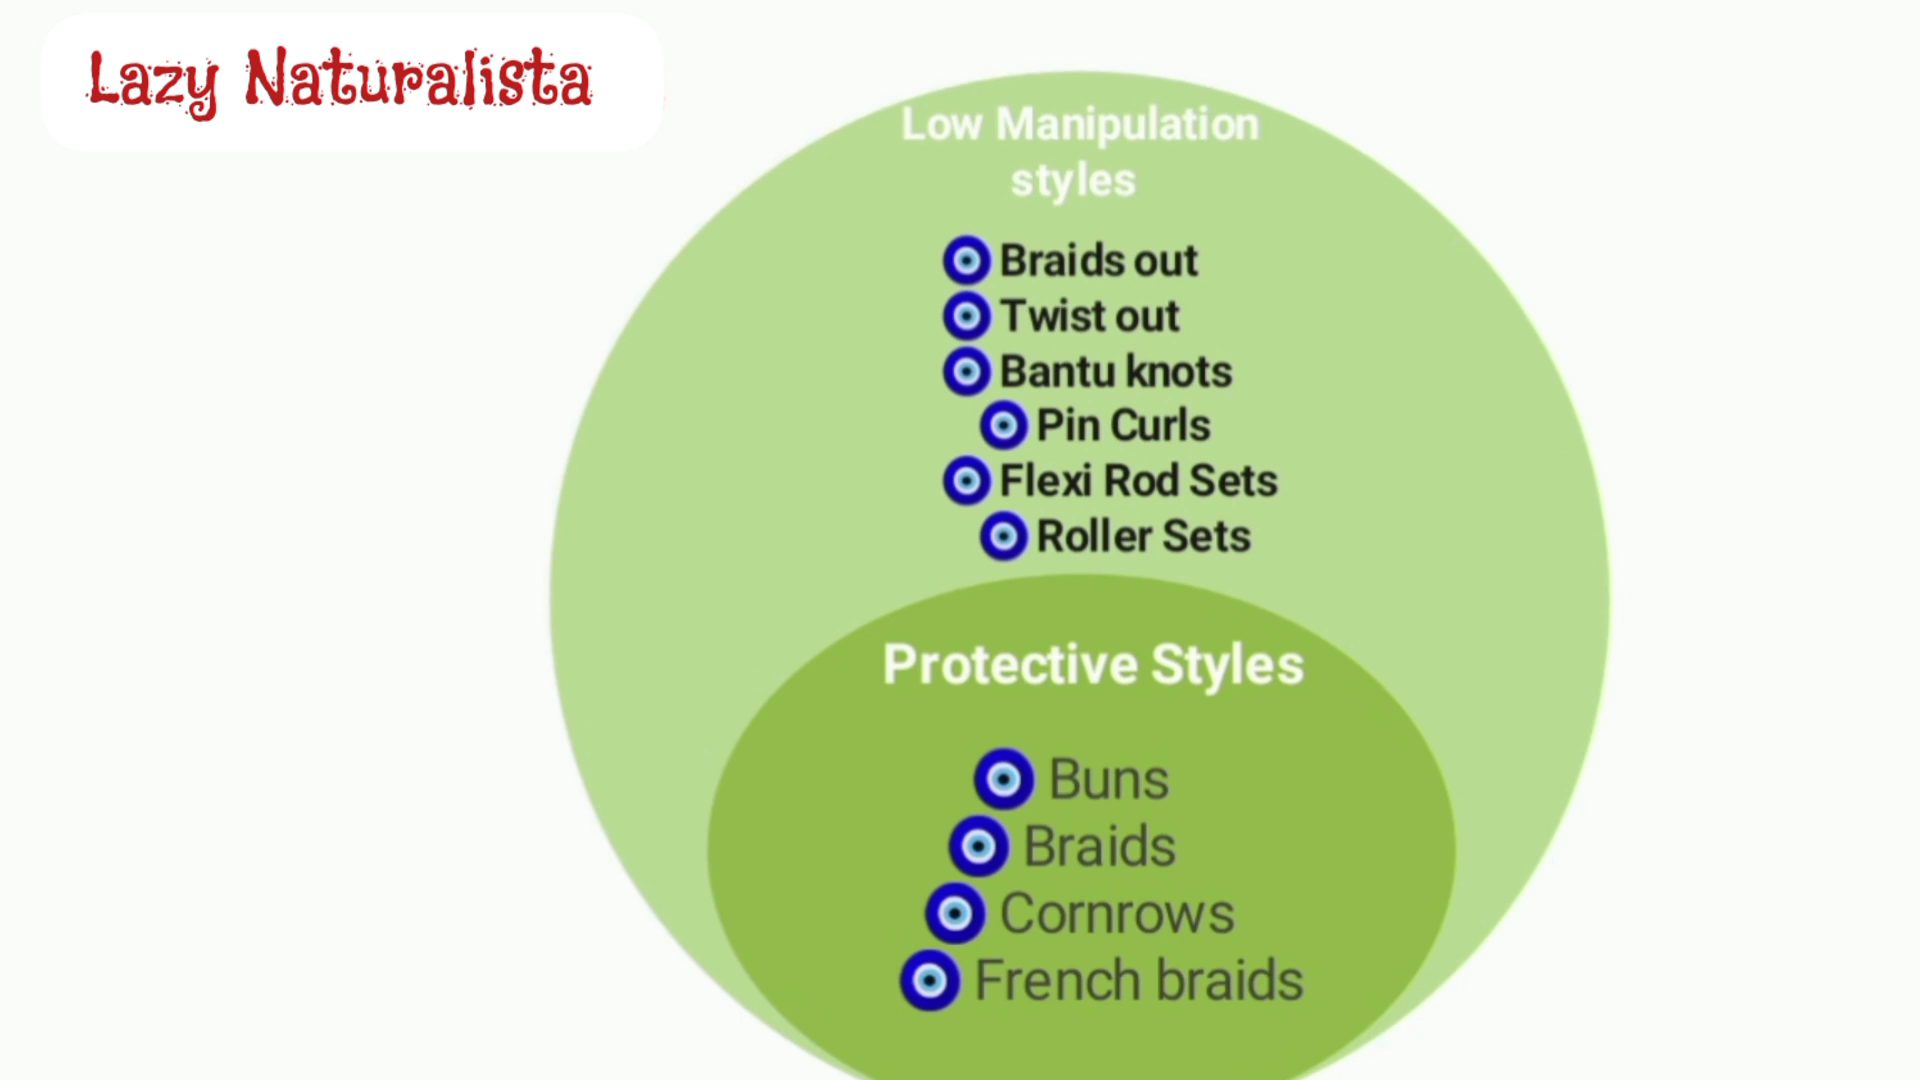 Lazy Naturalista
Low Manipulation
styles
Braids out
Twist out
Bantu knots
Pin Curls
Flexi Rod Sets
Roller Sets
Protective Styles
Buns
Braids
Cornrows
French braids